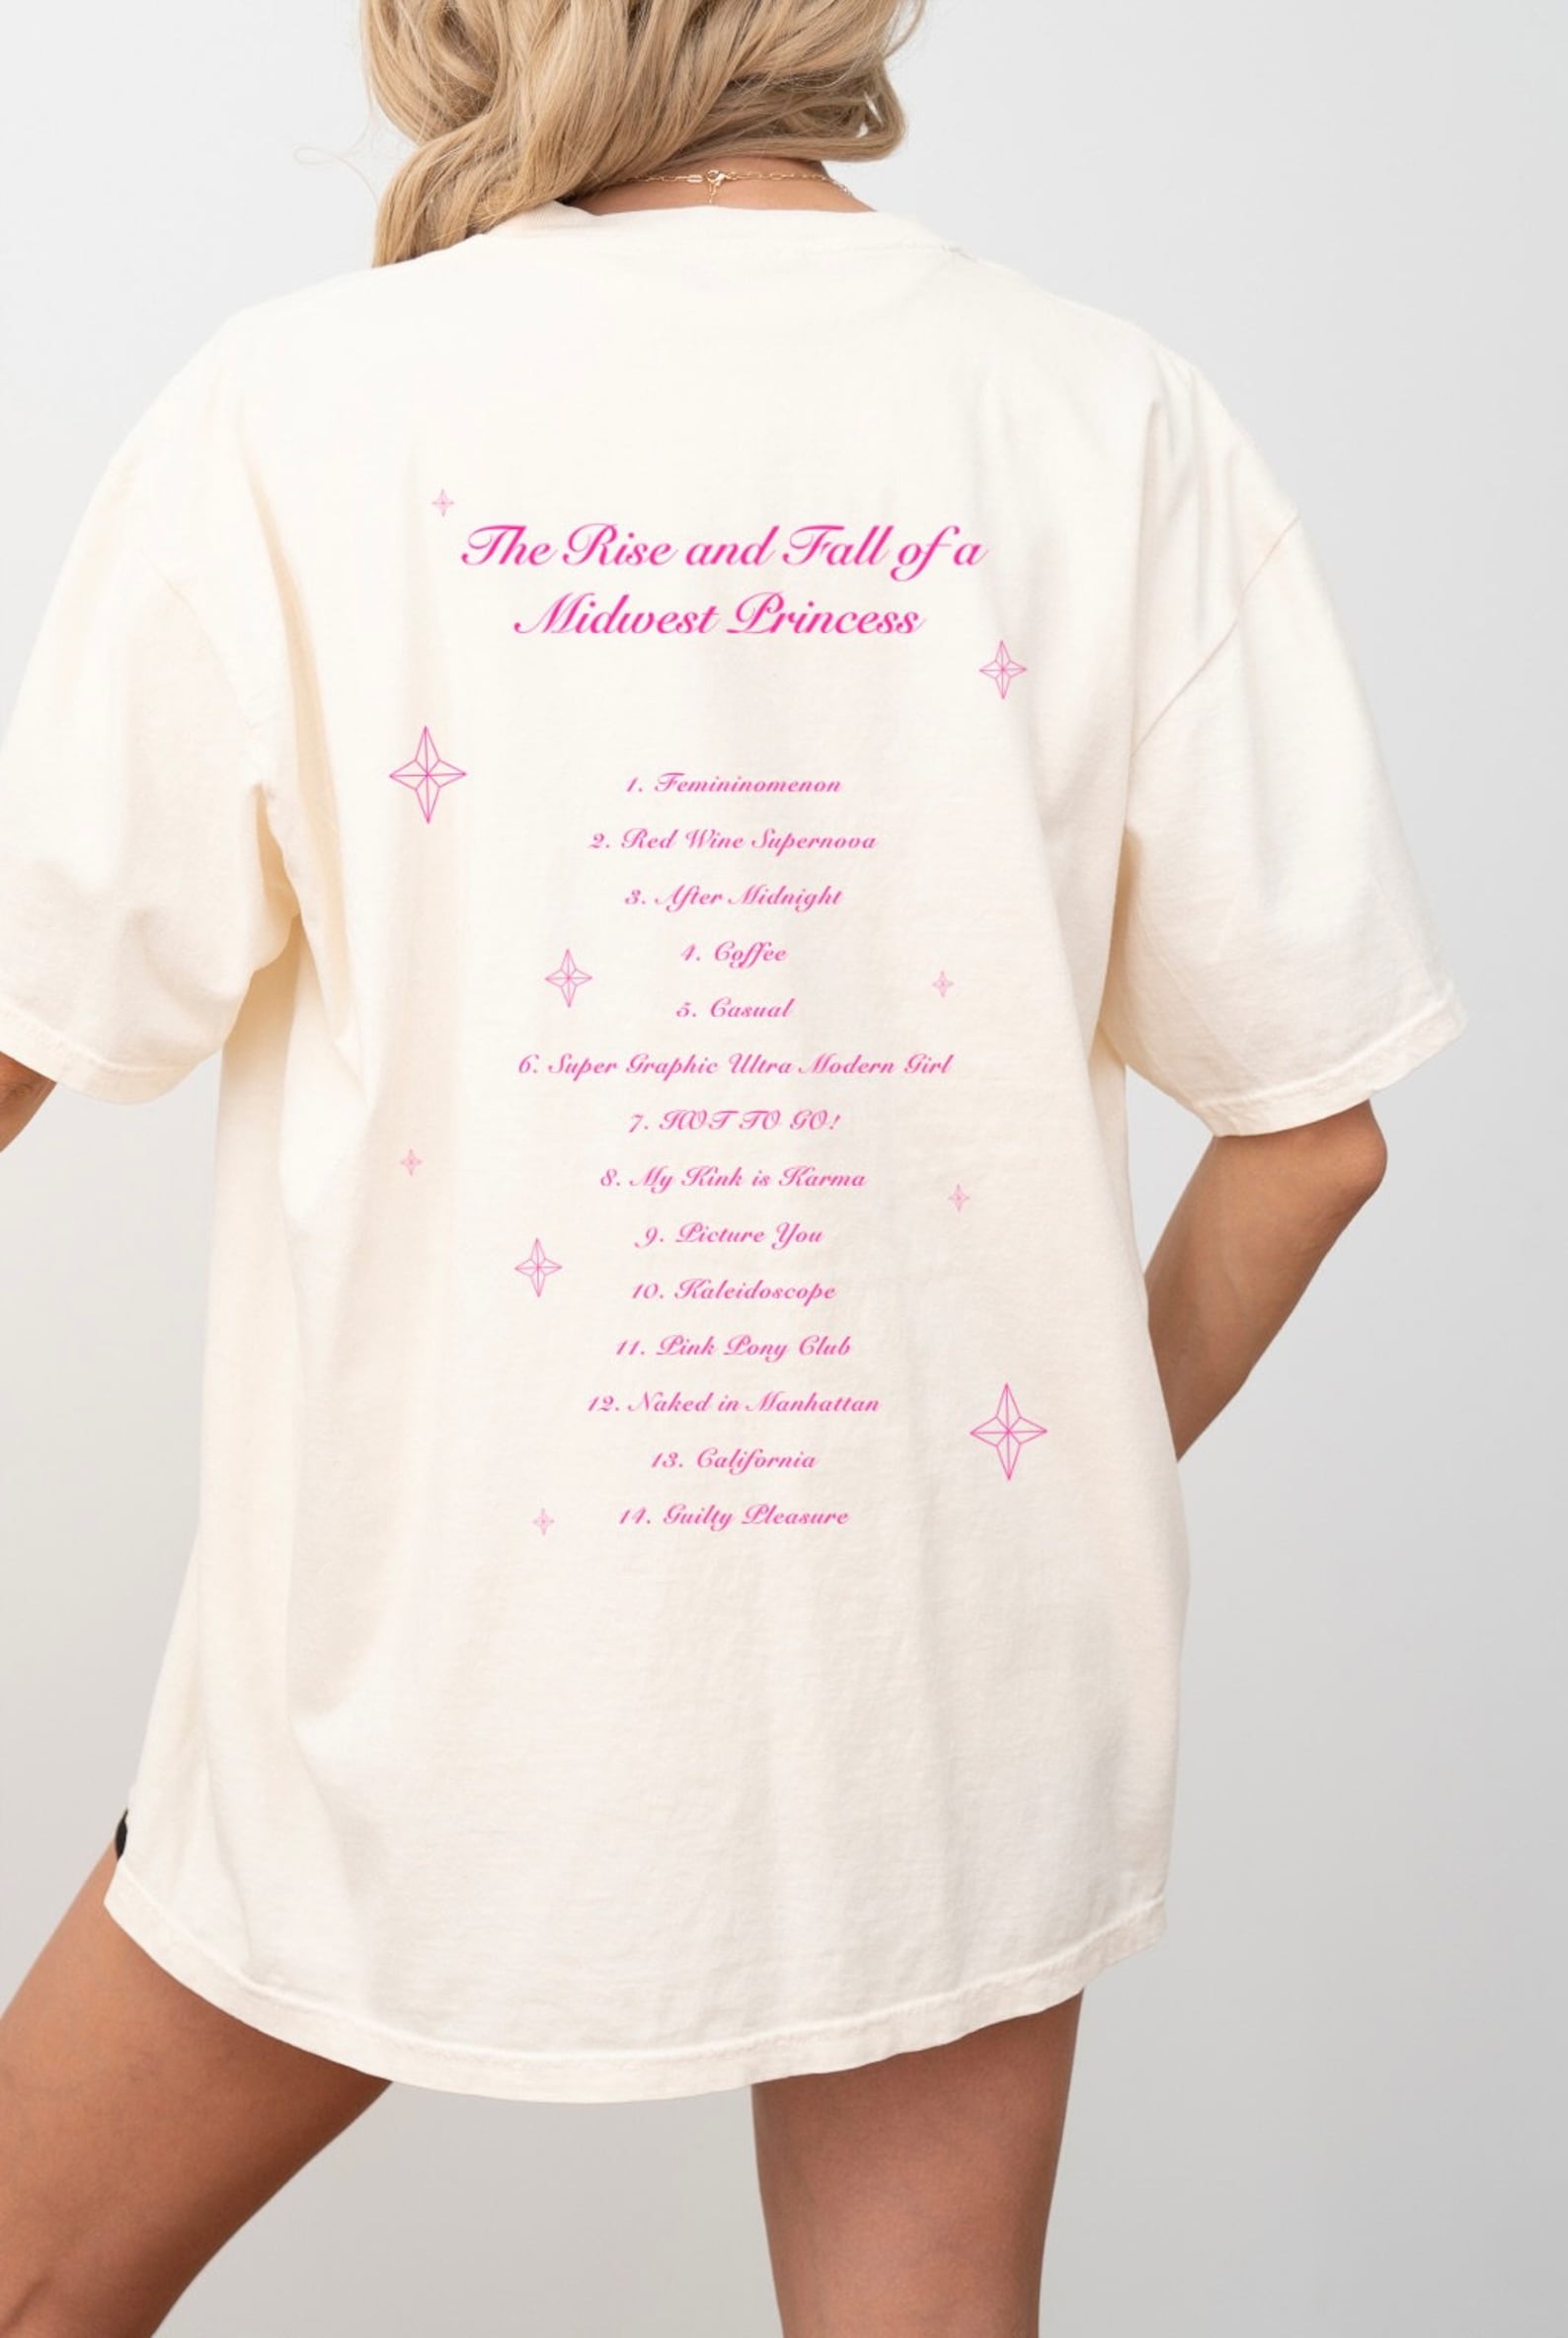 The Rise and Fall of a
Midwest Princess
1. Femininomenon
2. Red Wine Supernova
3. After Midnight
4. Coffee
5. Casual
6. Super Graphic Ultra Modern Girl
7. HOT TO GO!
8. My Kink is Karma
9. Picture You
10. Kaleidoscope
11. Pink Pony Club
12. Naked in Manhattan
13. California
14. Guilty Pleasure